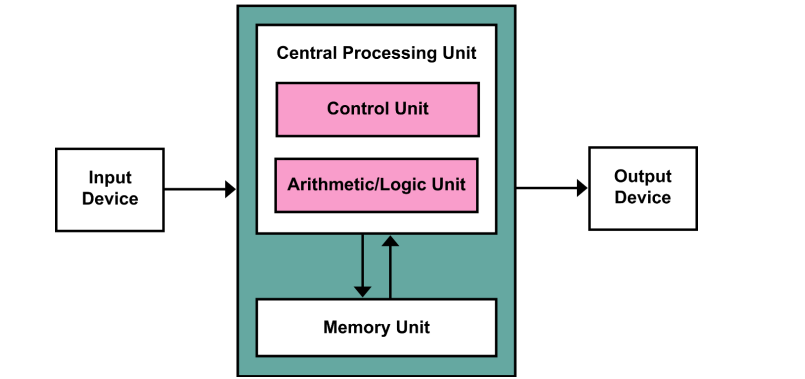 Central Processing Unit
Control Unit
Arithmetic/Logic Unit
Input
Device
Output
Device
Memory Unit